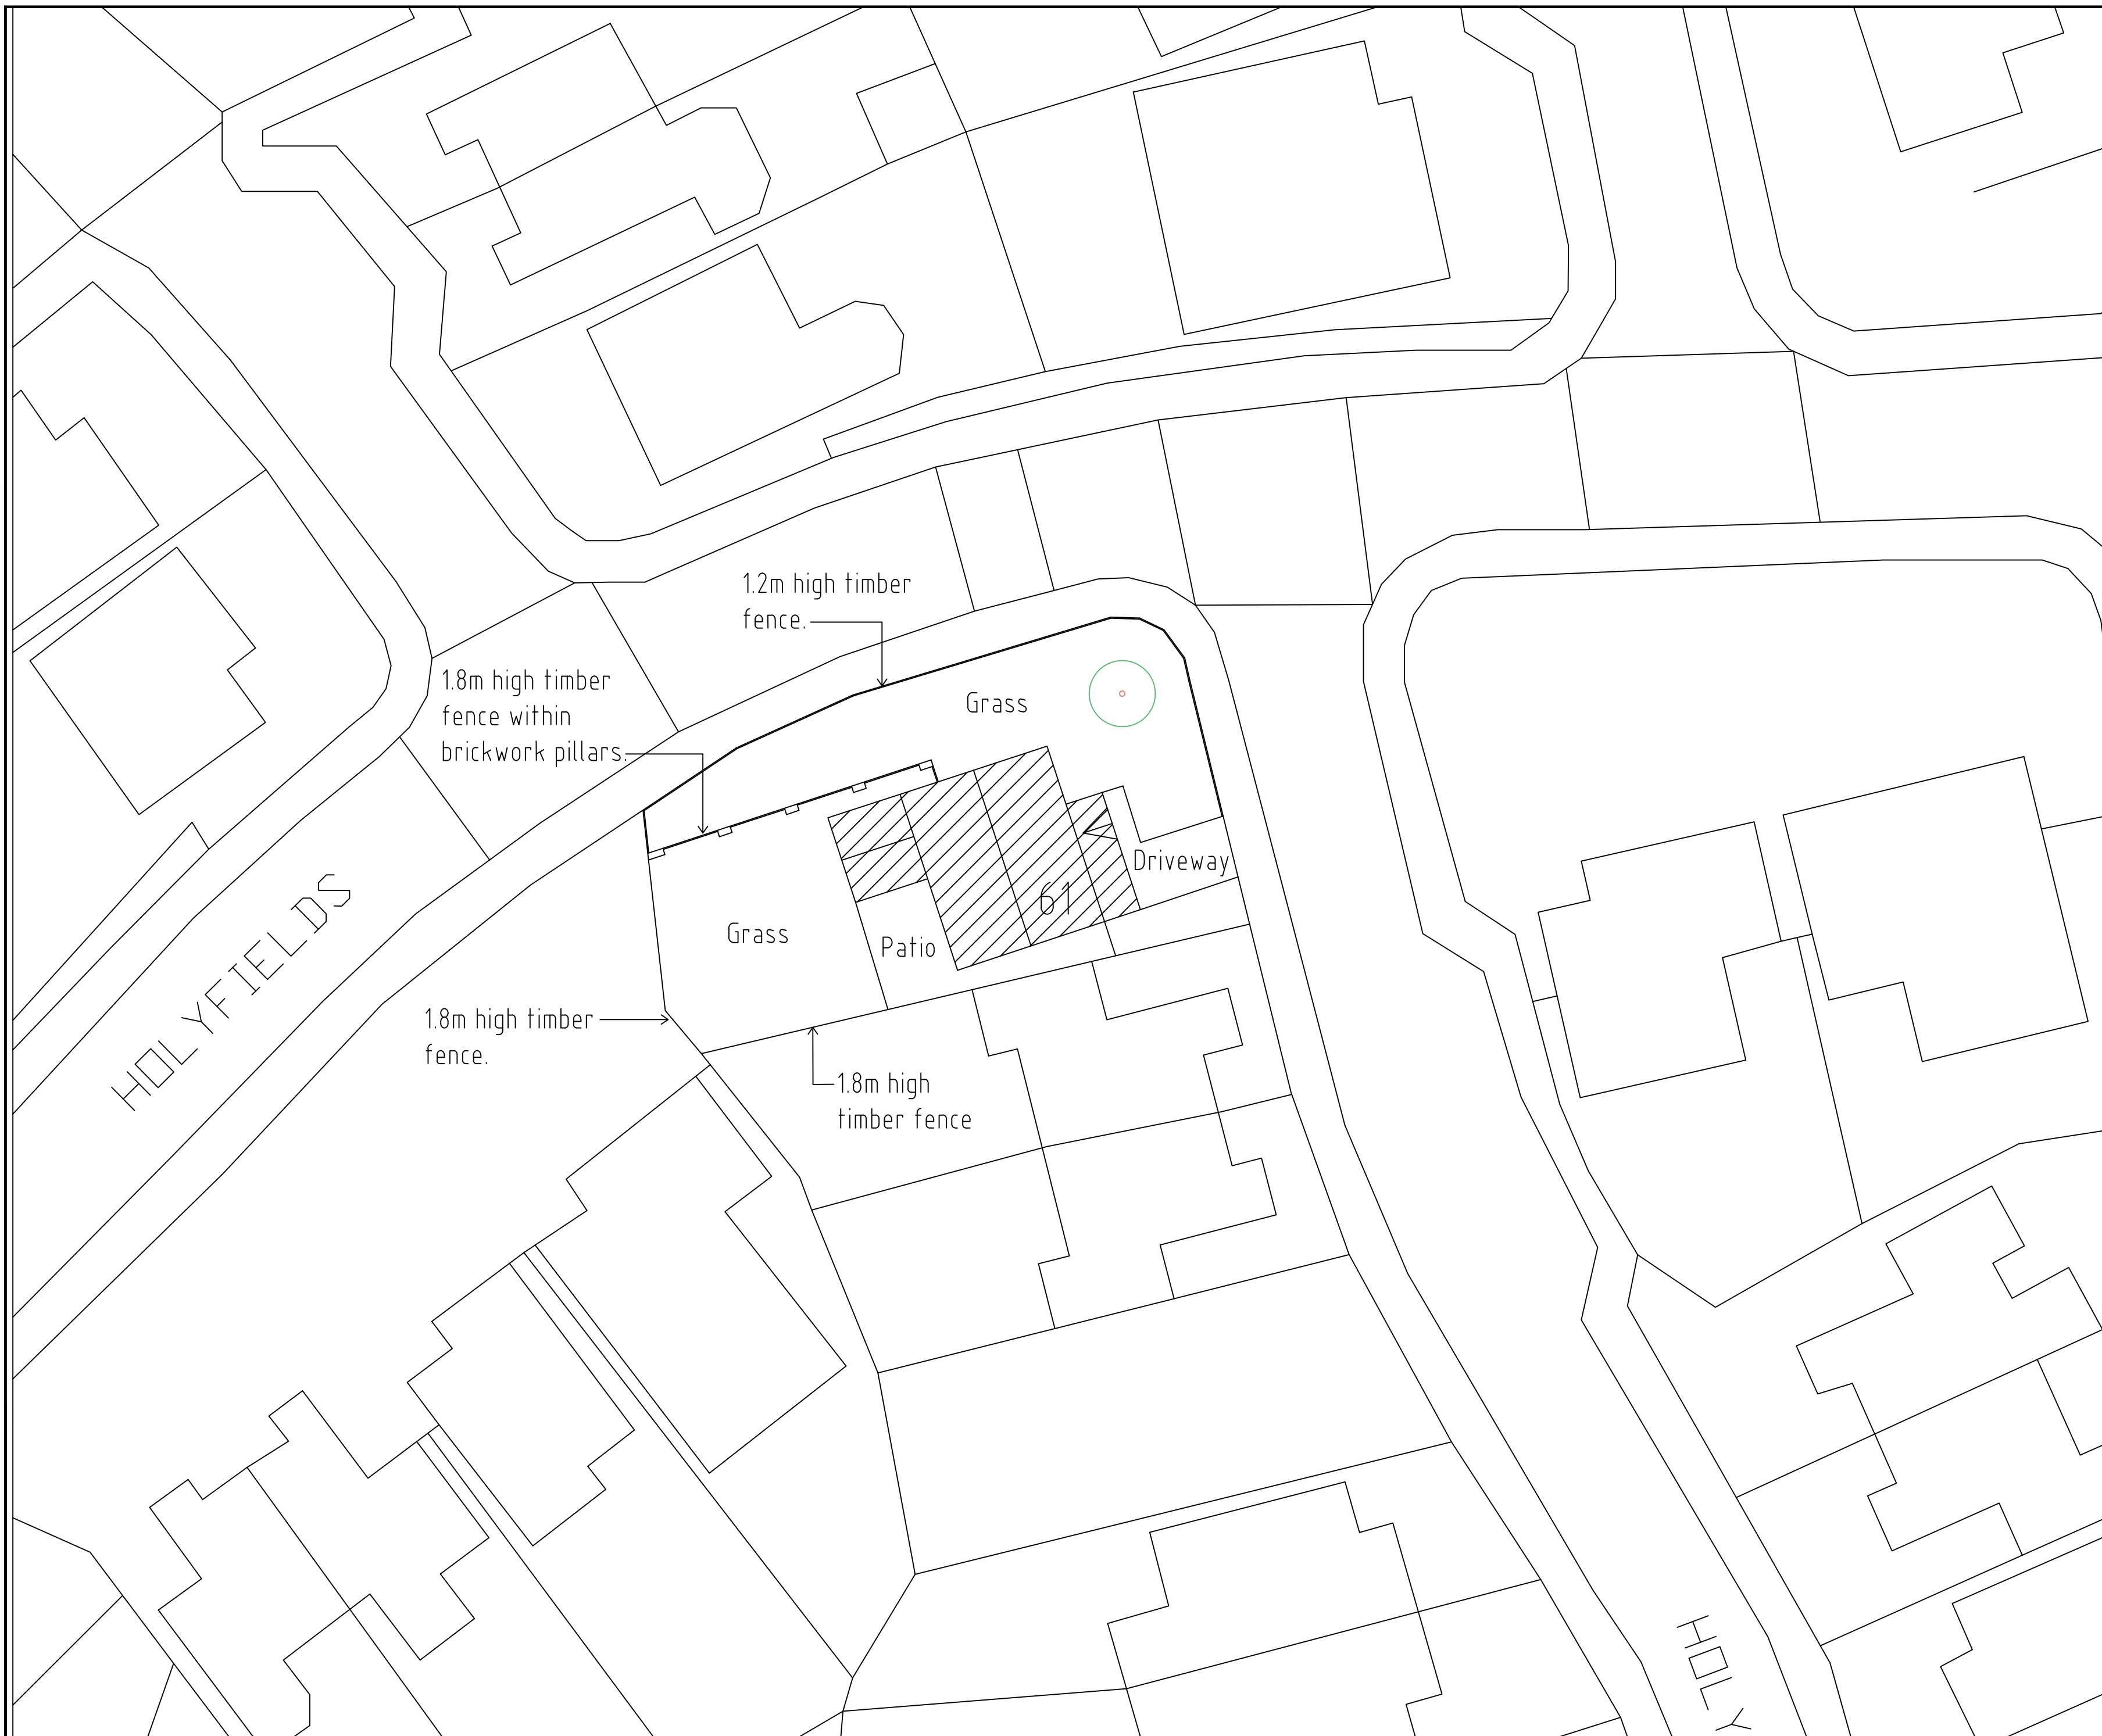 1.2m high timber
fence.
1.8m high timber
fence within
brickwork pillars.
Grass
Driveway
61
Grass
Patio
HOLYFIELDS
1.8m high timber
fence.
1.8m high
timber fence
HOLY